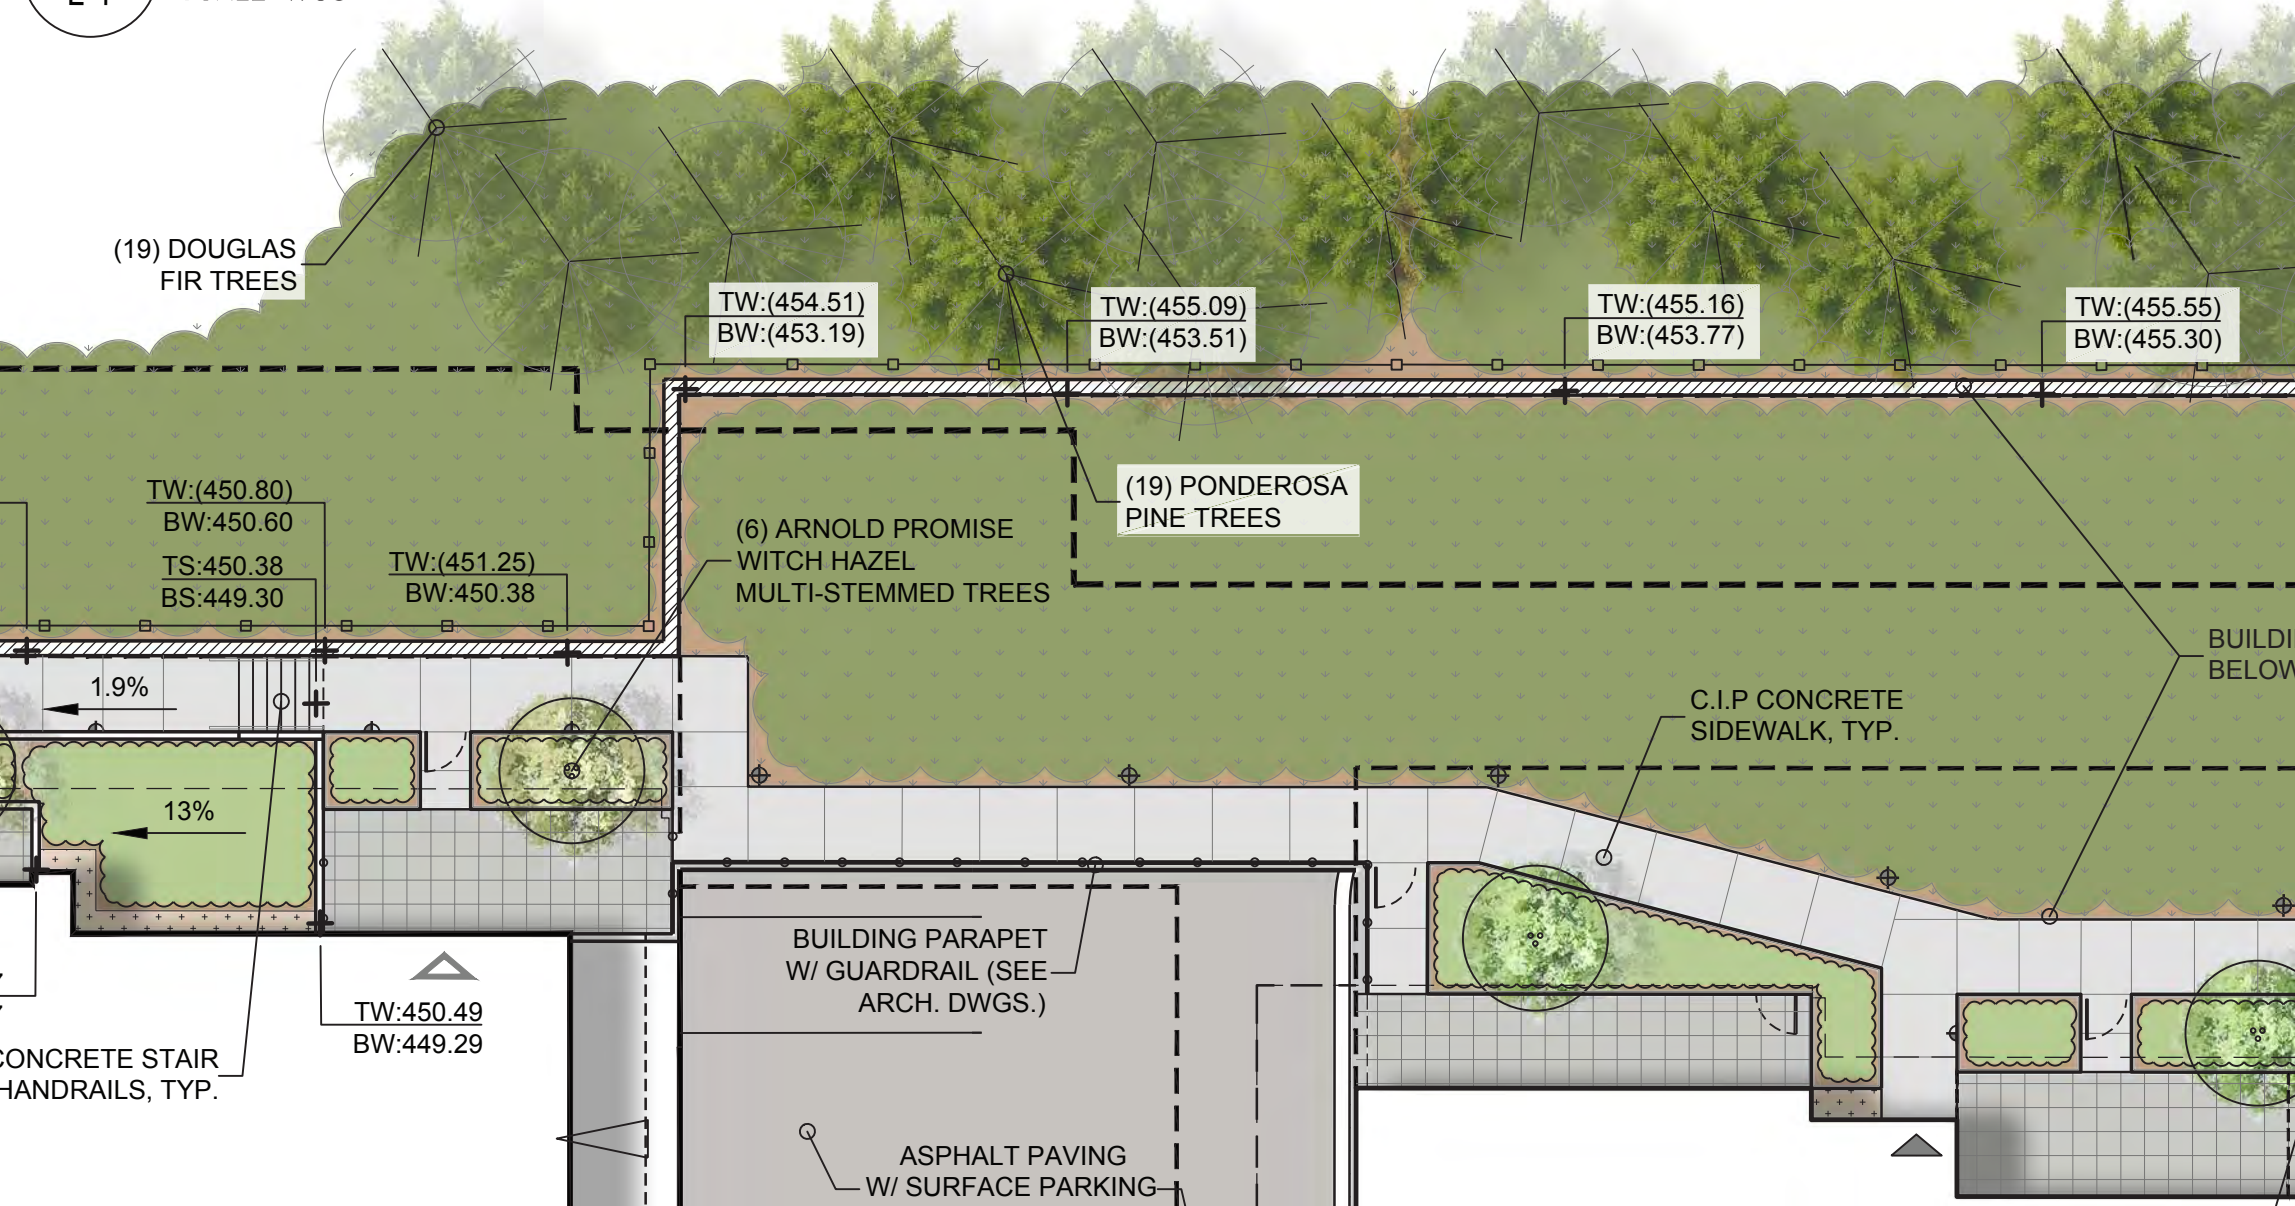 (19) DOUGLAS
FIR TREES
TW:(454.51)
BW:(453.19)
TW:(455.09)
BW:(453.51)
TW:(455.16)
BW:(453.77)
TW:(455.55)
BW:(455.30)
(19) PONDEROSA
PINE TREES
TW:(450.80)
BW:450.60
TS:450.38
BS:449.30
TW:(451.25)
BW:450.38
(6) ARNOLD PROMISE
WITCH HAZEL
MULTI-STEMMED TREES
BELOW
1.9%
C.I.P CONCRETE
SIDEWALK, TYP.
13%
BUILDING PARAPET
W/ GUARDRAIL (SEE
ARCH. DWGS.)
TW:450.49
BW:449.29
CONCRETE STAIR
HANDRAILS, TYP.
ASPHALT PAVING
W/ SURFACE PARKING